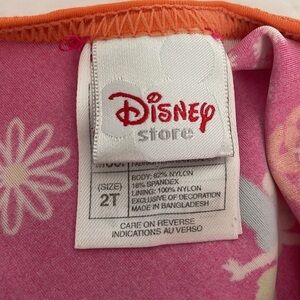 Disney
store
BODY: 82% NYLON
18% SPANDEX
LINING: 100% NYLON
EXCLUSIVE OF DECORATION
MADE IN BANGLADESH
(SIZE)
2T
CARE ON REVERSE
INDICATIONS AU VERSO